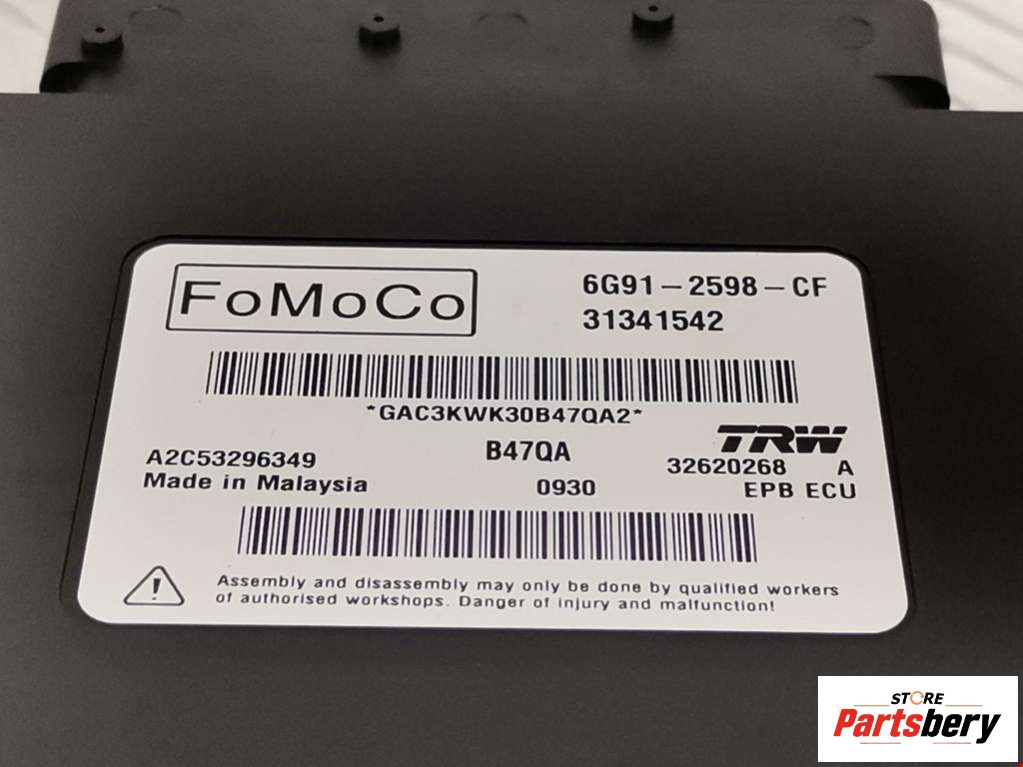 FoMoCo
6G91-2598-CF
31341542
*GAC3KWK30B47QA2*
A2C53296349
Made in Malaysia
B47QA
0930
TRW
32620268 A
EPB ECU
Assembly and disassembly may only be done by qualified workers
of authorised workshops. Danger of injury and malfunction!
STORE
Partsbery